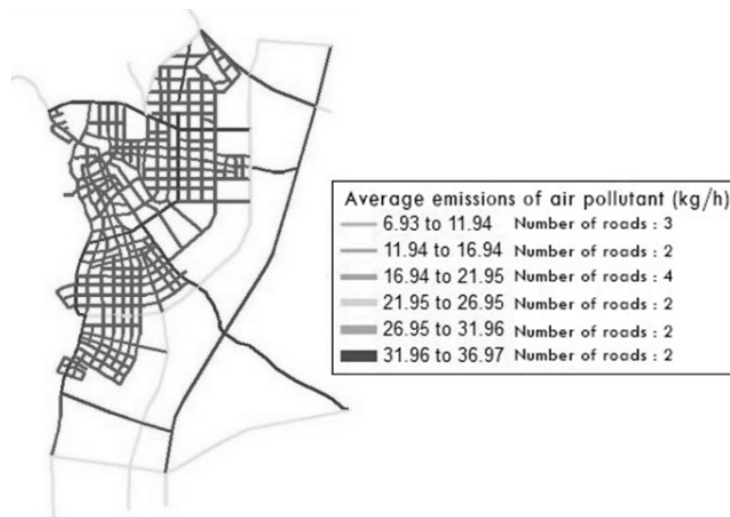 Average emissions of air pollutant (kg/h)
6.93 to 11.94 Number of roads : 3
11.94 to 16.94 Number of roads : 2
16.94 to 21.95 Number of roads : 4
21.95 to 26.95 Number of roads : 2
26.95 to 31.96 Number of roads : 2
31.96 to 36.97 Number of roads : 2